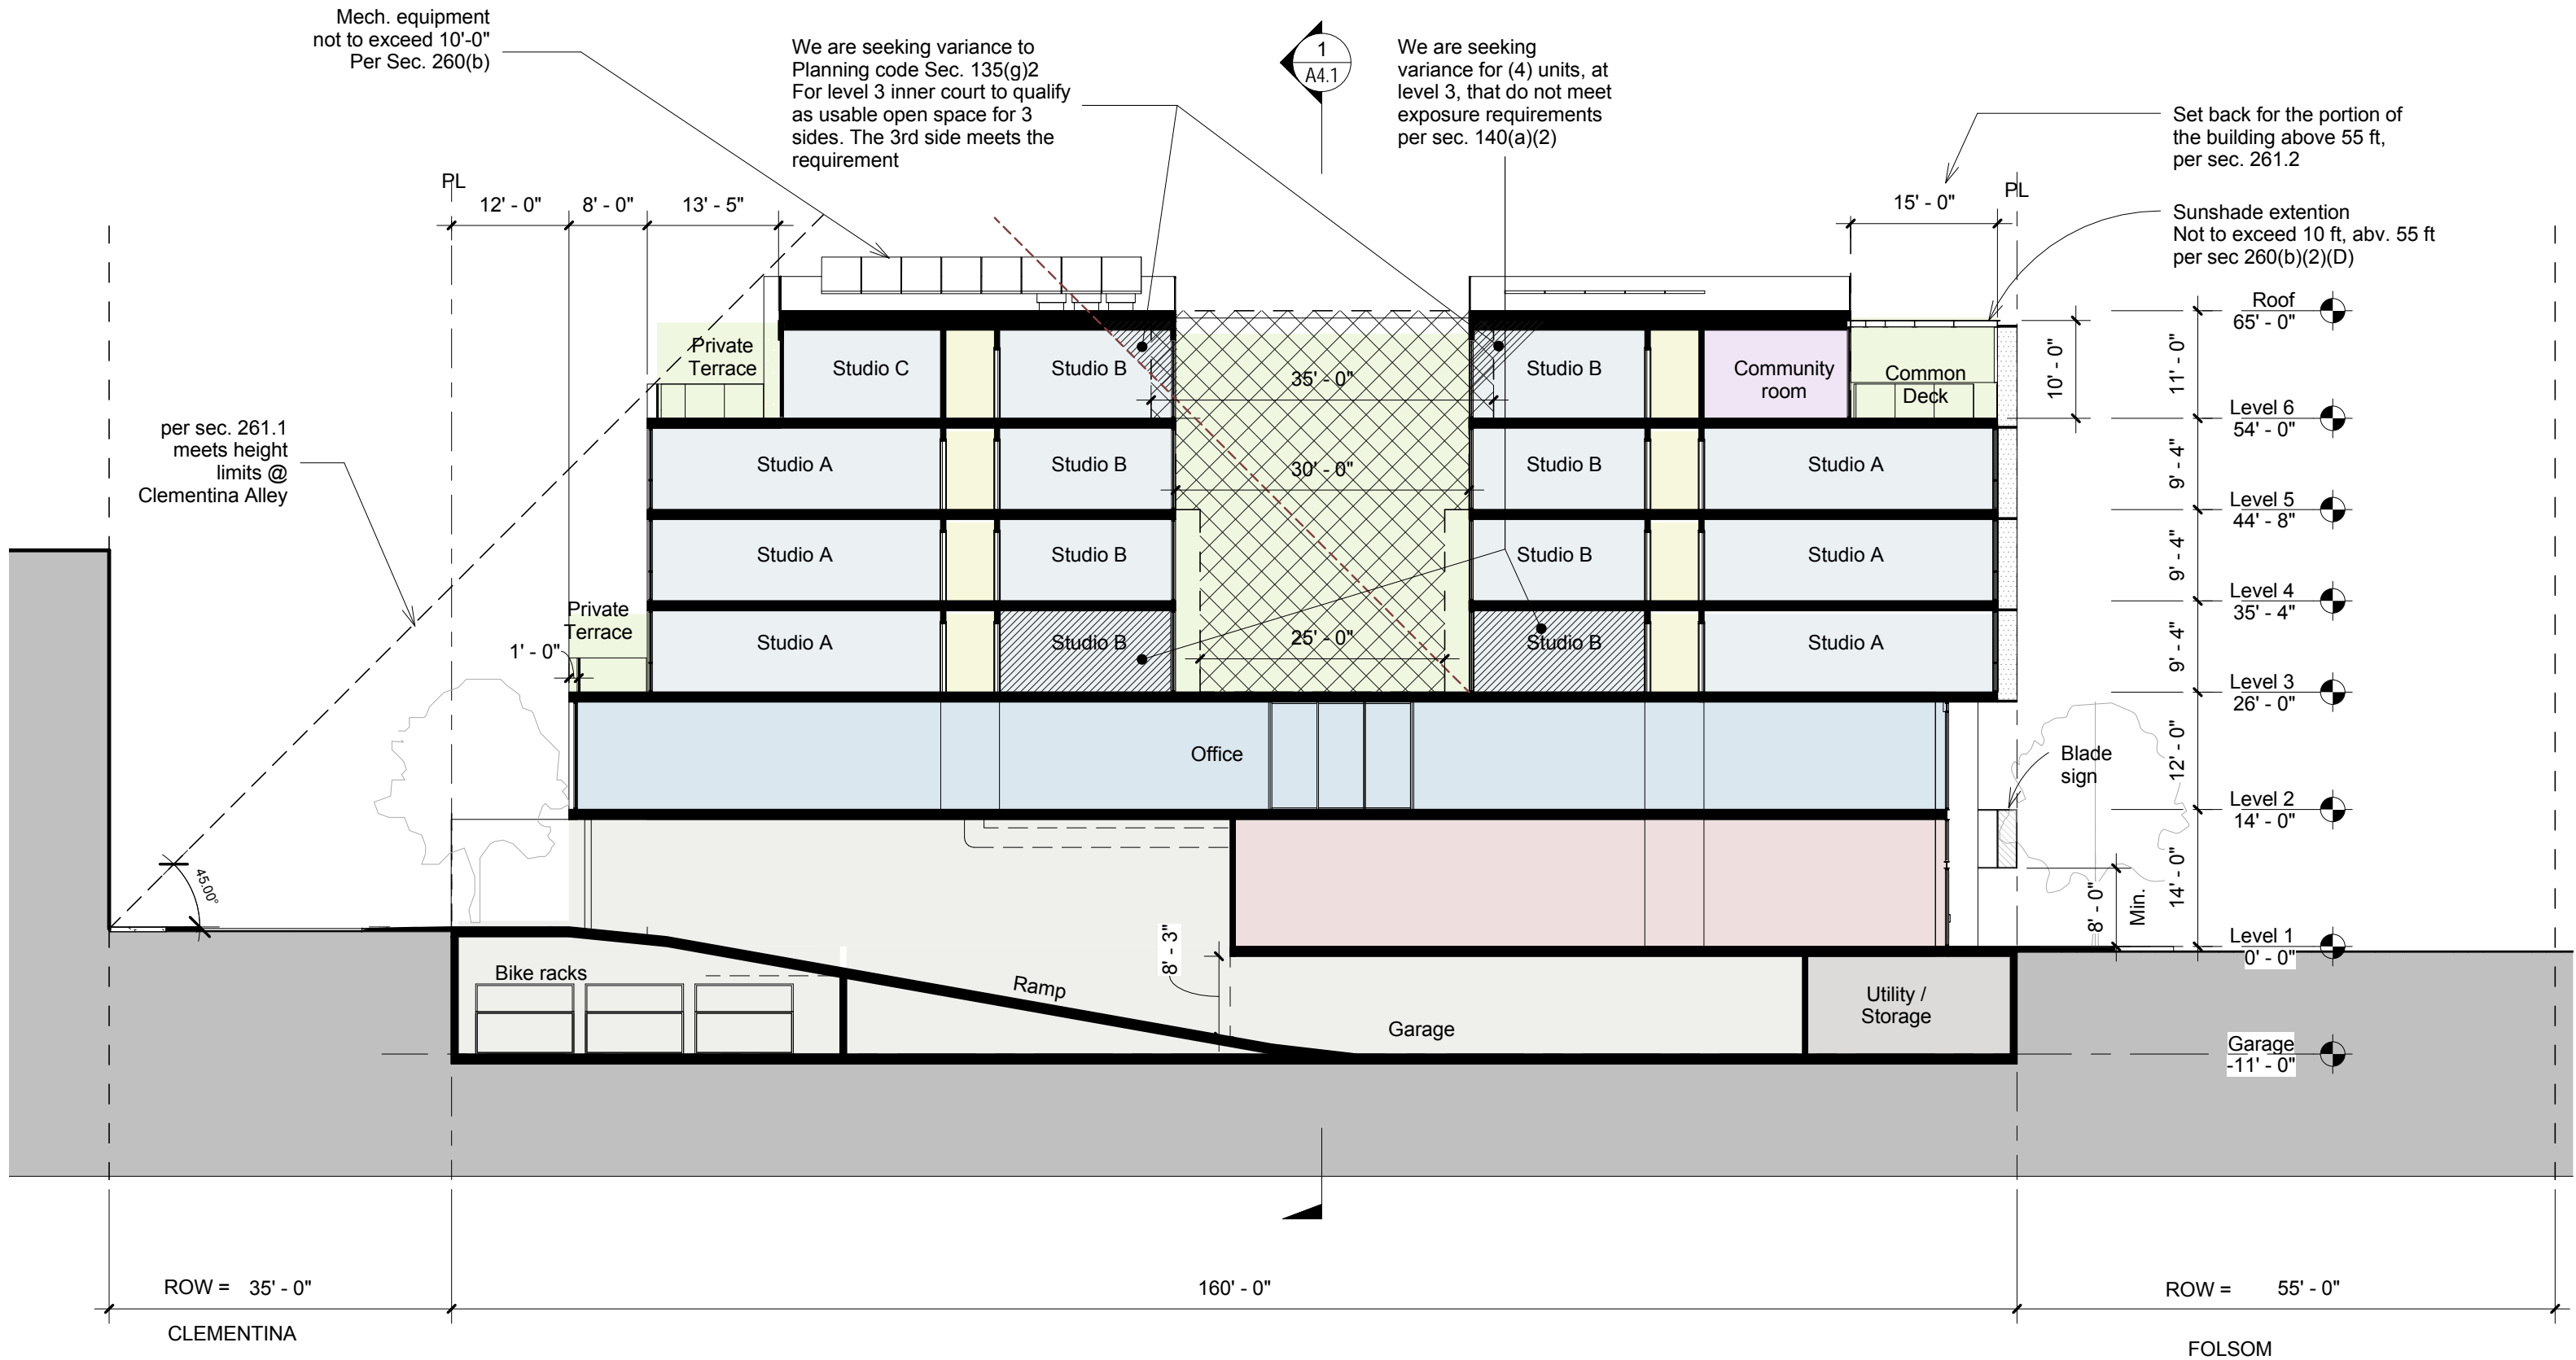 Mech. equipment
not to exceed 10'-0"
Per Sec. 260(b)
We are seeking variance to
Planning code Sec. 135(g)2
For level 3 inner court to qualify
as usable open space for 3
sides. The 3rd side meets the
requirement
1
A4.1
We are seeking
variance for (4) units, at
level 3, that do not meet
exposure requirements
per sec. 140(a)(2)
Set back for the portion of
the building above 55 ft,
per sec. 261.2
PL
12' - 0"
8' - 0"
13' - 5"
15' - 0"
PL
Sunshade extention
Not to exceed 10 ft, abv. 55 ft
per sec 260(b)(2)(D)
Roof
65' - 0"
Private
Terrace
Studio C
Studio B
35' - 0"
Studio B
Community
room
Common
Deck
10' - 0"
11' - 0"
Level 6
54' - 0"
per sec. 261.1
meets height
limits @
Clementina Alley
Studio A
Studio B
30' - 0"
Studio B
Studio A
9' - 4"
Level 5
44' - 8"
Studio A
Studio B
Studio B
Studio A
9' - 4"
Level 4
35' - 4"
Private
Terrace
1' - 0"
Studio A
Studio B
25' - 0"
Studio B
Studio A
9' - 4"
Level 3
26' - 0"
Office
Blade
sign
12' - 0"
Level 2
14' - 0"
45.00°
8' - 0"
Min.
14' - 0"
Level 1
0' - 0"
Bike racks
Ramp
8' - 3"
Garage
Utility /
Storage
Garage
-11' - 0"
ROW = 35' - 0"
160' - 0"
ROW = 55' - 0"
CLEMENTINA
FOLSOM